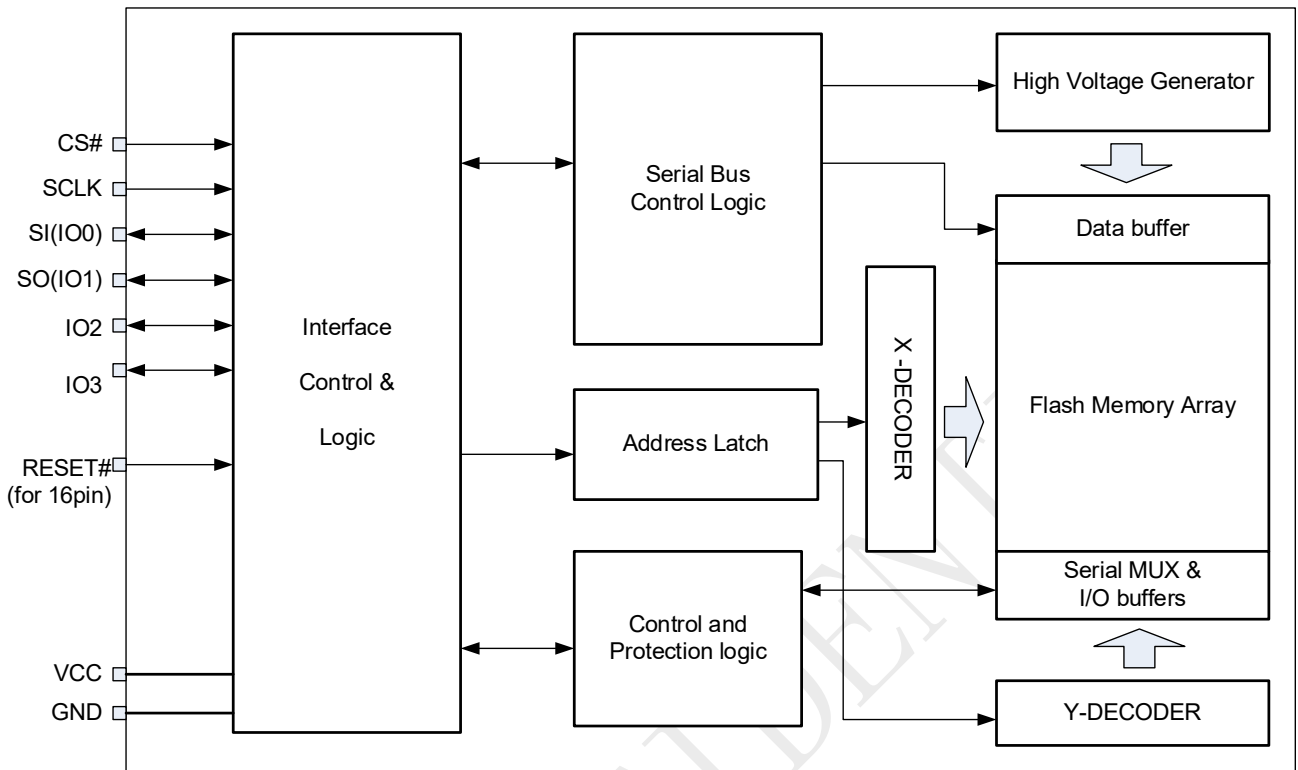 CS#
SCLK
SI(IO0)
SO(IO1)
IO2
IO3
RESET#
(for 16pin)
VCC
GND
Interface
Control &
Logic
Serial Bus
Control Logic
Address Latch
Control and
Protection logic
X-DECODER
High Voltage Generator
Data buffer
Flash Memory Array
Serial MUX &
I/O buffers
Y-DECODER